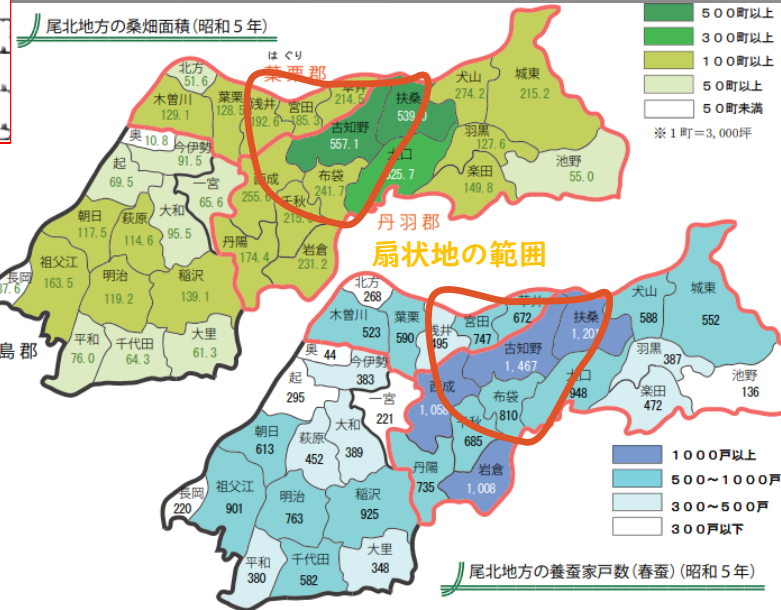 尾北地方の桑畑面積(昭和5年)
500町以上
300町以上
100町以上
50町以上
50町未満
※1町=3,000坪
はぐり
葉栗郡
北方
51.6
木曽川
129.1
葉栗
128.5
浅井
192.6
宮田
185.3
草井
214.5
扶桑
古知野
557.1
大口
犬山
274.2
城東
215.2
羽黒
127.6
楽田
149.8
池野
55.0
奥 10.8
今伊勢
91.5
起
69.5
一宮
65.6
大和
95.5
西成
布袋
241.7
千秋
丹陽
174.4
岩倉
231.2
丹羽郡
朝日
117.5
萩原
114.6
祖父江
163.5
明治
119.2
稲沢
139.1
長岡
平和
76.0
千代田
64.3
大里
61.3
島郡
扇状地の範囲
北方
268
木曽川
523
葉栗
590
浅井
495
宮田
747
草井
672
扶桑
古知野
1,467
大口
948
犬山
588
城東
552
羽黒
387
楽田
472
池野
136
奥 44
今伊勢
383
起
295
一宮
221
大和
389
西成
布袋
810
千秋
685
丹陽
735
岩倉
1,008
朝日
613
萩原
452
祖父江
901
明治
763
稲沢
925
長岡
220
平和
380
千代田
582
大里
348
1000戸以上
500~1000戸
300~500戸
300戸以下
尾北地方の養蚕家戸数(春蚕)(昭和5年)